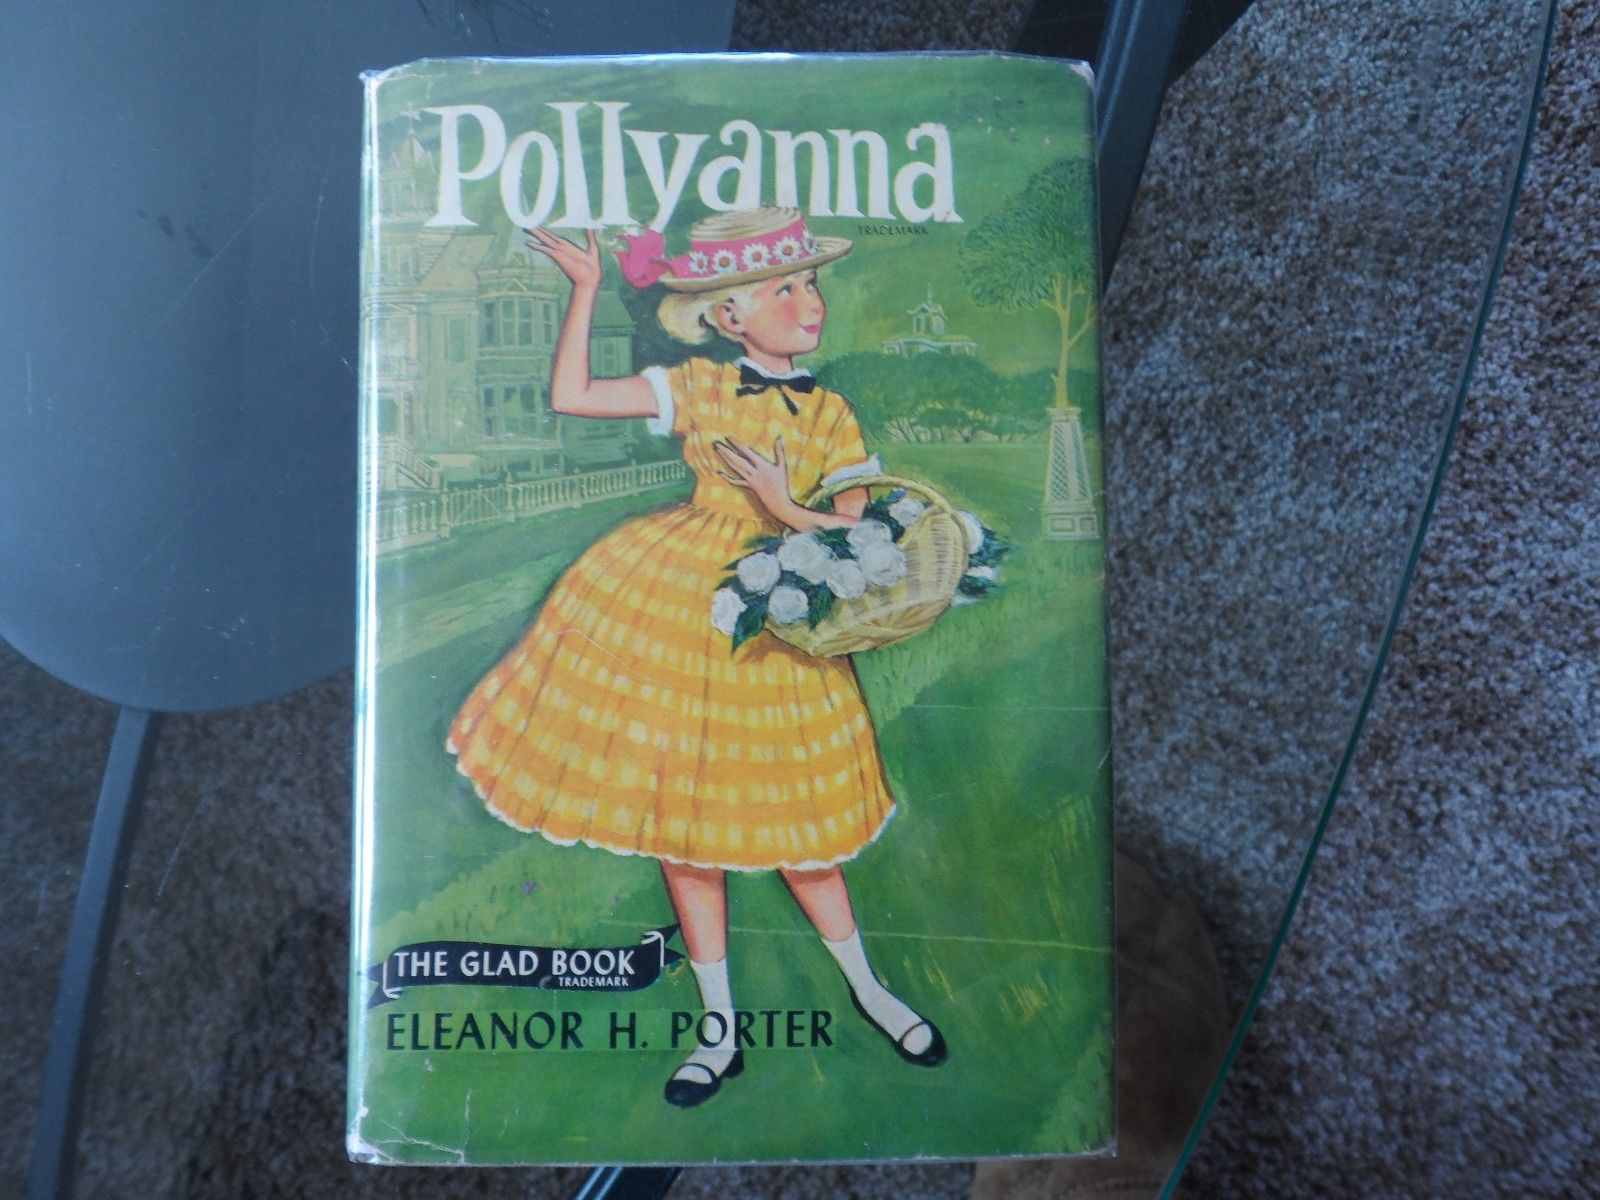 Pollyanna
TRADEMARK
THE GLAD BOOK
TRADEMARK
ELEANOR H. PORTER